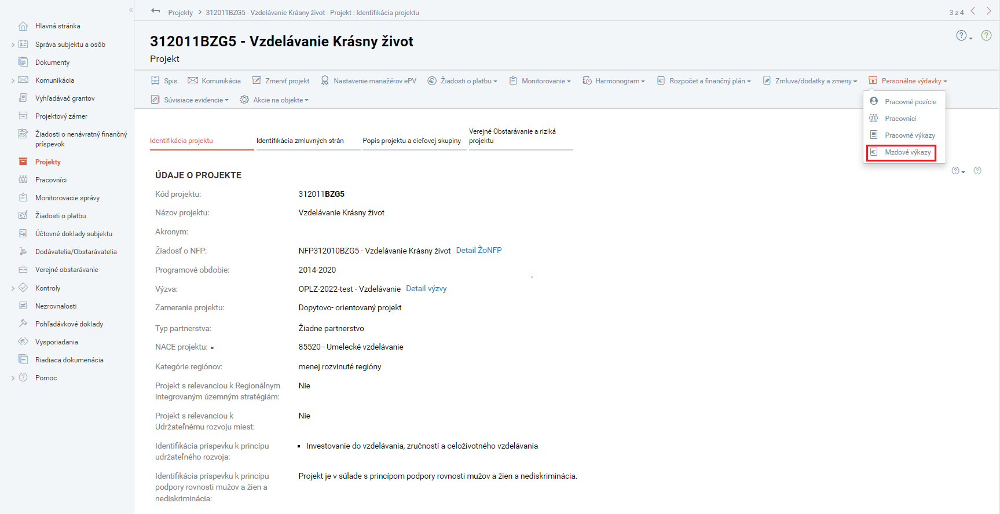 «
Hlavná stránka
Správa subjektu a osôb
Dokumenty
Komunikácia
Vyhľadávač grantov
Projektový zámer
Žiadosti o nenávratný finančný
príspevok
Projekty
Pracovníci
Monitorovacie správy
Žiadosti o platbu
Účtovné doklady subjektu
Dodávatelia/Obstarávatelia
Verejné obstarávanie
Kontroly
Nezrovnalosti
Pohľadávkové doklady
Vysporiadania
Riadiaca dokumenácia
Pomoc
Projekty > 312011BZG5 - Vzdelávanie Krásny život - Projekt : Identifikácia projektu
3 z 4
312011BZG5 - Vzdelávanie Krásny život
Projekt
Spis Komunikácia Zmeniť projekt Nastavenie manažérov ePV Žiadosti o platbu Monitorovanie Harmonogram Rozpočet a finančný plán Zmluva/dodatky a zmeny Personálne výdavky
Súvisiace evidencie Akcie na objekte
Pracovné pozície
Pracovníci
Pracovné výkazy
Mzdové výkazy
Identifikácia projektu
Identifikácia zmluvných strán
Popis projektu a cieľovej skupiny
Verejné Obstarávanie a riziká
projektu
ÚDAJE O PROJEKTE
Kód projektu: 312011BZG5
Názov projektu: Vzdelávanie Krásny život
Akronym:
Žiadosť o NFP: NFP312010BZG5 - Vzdelávanie Krásny život Detail ŽoNFP
Programové obdobie: 2014-2020
Výzva: OPLZ-2022-test - Vzdelávanie Detail výzvy
Zameranie projektu: Dopytovo- orientovaný projekt
Typ partnerstva: Žiadne partnerstvo
NACE projektu: 85520 - Umelecké vzdelávanie
Kategórie regiónov: menej rozvinuté regióny
Projekt s relevanciou k Regionálnym Nie
integrovaným územným stratégiám:
Projekt s relevanciou k Nie
Udržateľnému rozvoju miest:
Identifikácia príspevku k princípu ▪ Investovanie do vzdelávania, zručností a celoživotného vzdelávania
udržateľného rozvoja:
Identifikácia príspevku k princípu Projekt je v súlade s princípom podpory rovnosti mužov a žien a nediskriminácia.
podpory rovnosti mužov a žien a
nediskriminácia: